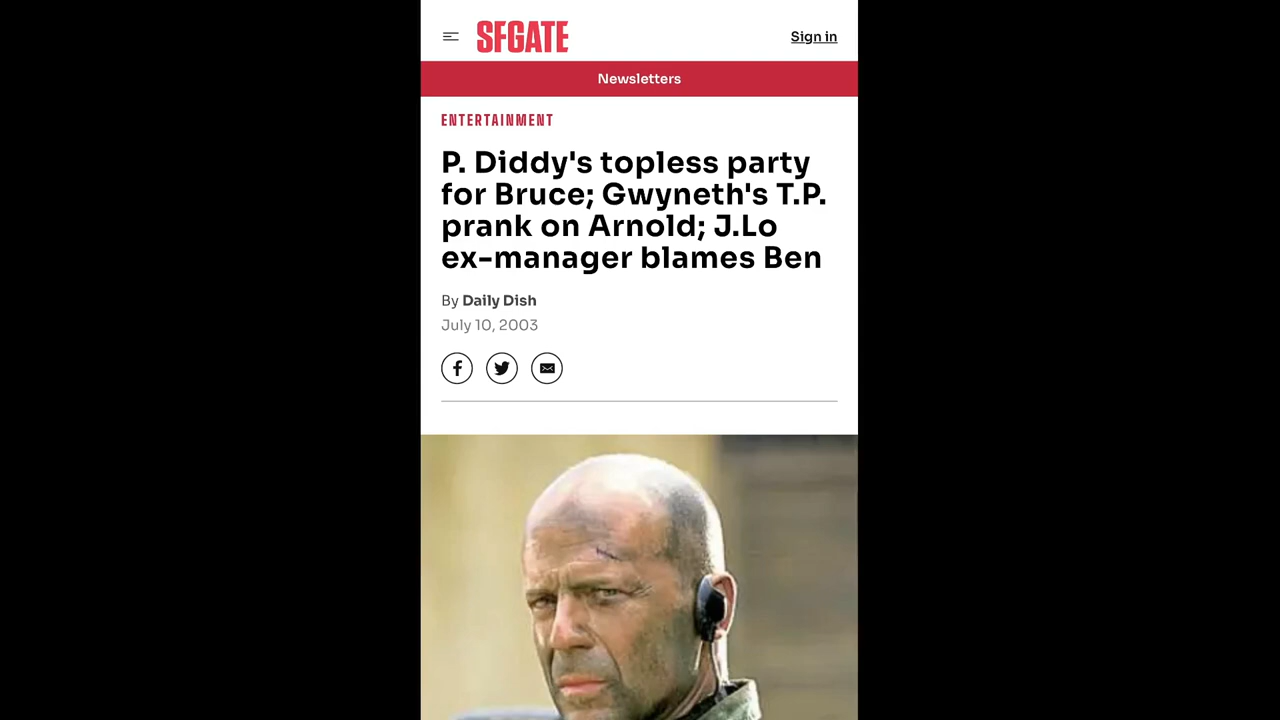 SFGATE
Sign in
Newsletters
ENTERTAINMENT
P. Diddy's topless party
for Bruce; Gwyneth's T.P.
prank on Arnold; J.Lo
ex-manager blames Ben
By Daily Dish
July 10, 2003